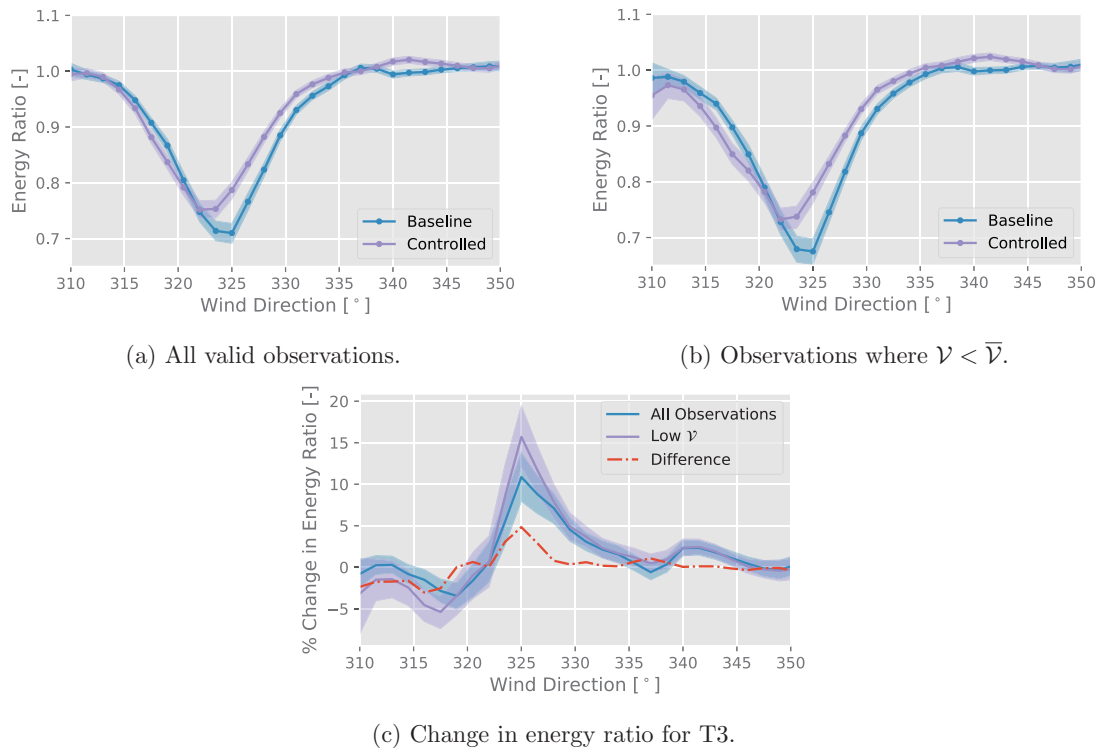 1.1
1.0
0.9
0.8
0.7
Energy Ratio [-]
Baseline
Controlled
310 315 320 325 330 335 340 345 350
Wind Direction [°]
(a) All valid observations.
1.1
1.0
0.9
0.8
0.7
Energy Ratio [-]
Baseline
Controlled
310 315 320 325 330 335 340 345 350
Wind Direction [°]
(b) Observations where 𝒱 < 𝒱̅.
20
15
10
5
0
−5
% Change in Energy Ratio [-]
All Observations
Low 𝒱
Difference
310 315 320 325 330 335 340 345 350
Wind Direction [°]
(c) Change in energy ratio for T3.